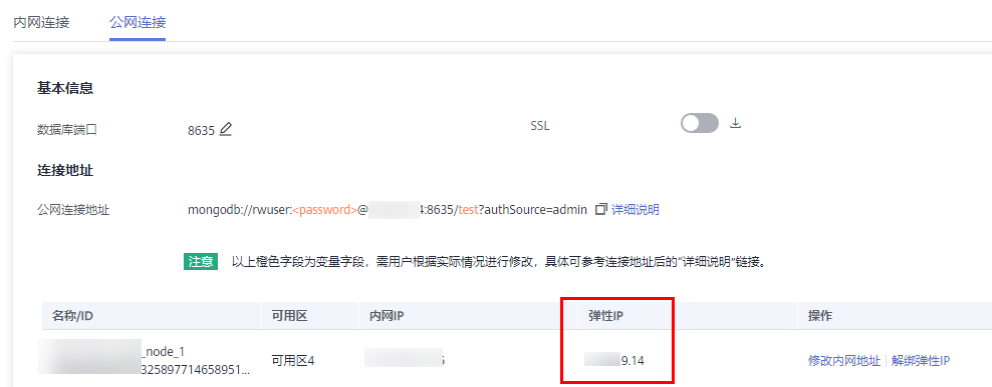 内网连接 公网连接
基本信息
数据库端口 8635 SSL
连接地址
公网连接地址 mongodb://rwuser:<password>@ 4:8635/test?authSource=admin 详细说明
注意 以上橙色字段为变量字段，需用户根据实际情况进行修改，具体可参考连接地址后的"详细说明"链接。
名称/ID 可用区 内网IP 弹性IP 操作
_node_1
325897714658951... 可用区4 9.14 修改内网地址 解绑弹性IP